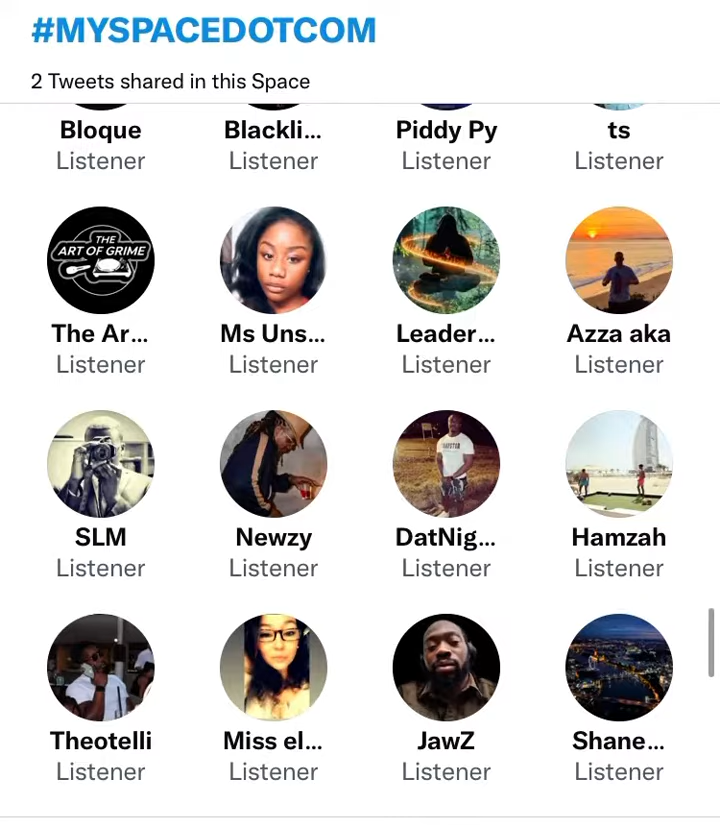 #MYSPACEDOTCOM
2 Tweets shared in this Space
Bloque Blackli... Piddy Py ts
Listener Listener Listener Listener
THE
ART OF GRIME
The Ar... Ms Uns... Leader... Azza aka
Listener Listener Listener Listener
SLM Newzy DatNig... Hamzah
Listener Listener Listener Listener
Theotelli Miss el... JawZ Shane...
Listener Listener Listener Listener